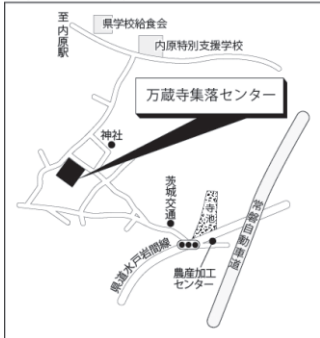 至内原駅
県学校給食会
内原特別支援学校
万蔵寺集落センター
神社
茨城交通
寺池
常磐自動車道
県道水戸岩間線
農産加工
センター